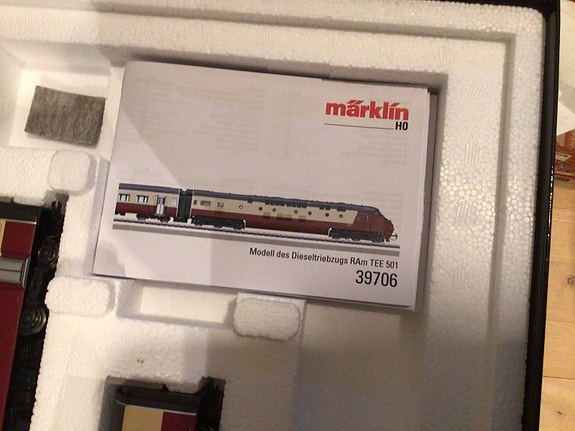 märklin
H0
Modell des Dieseltriebzugs RAm TEE 501
39706